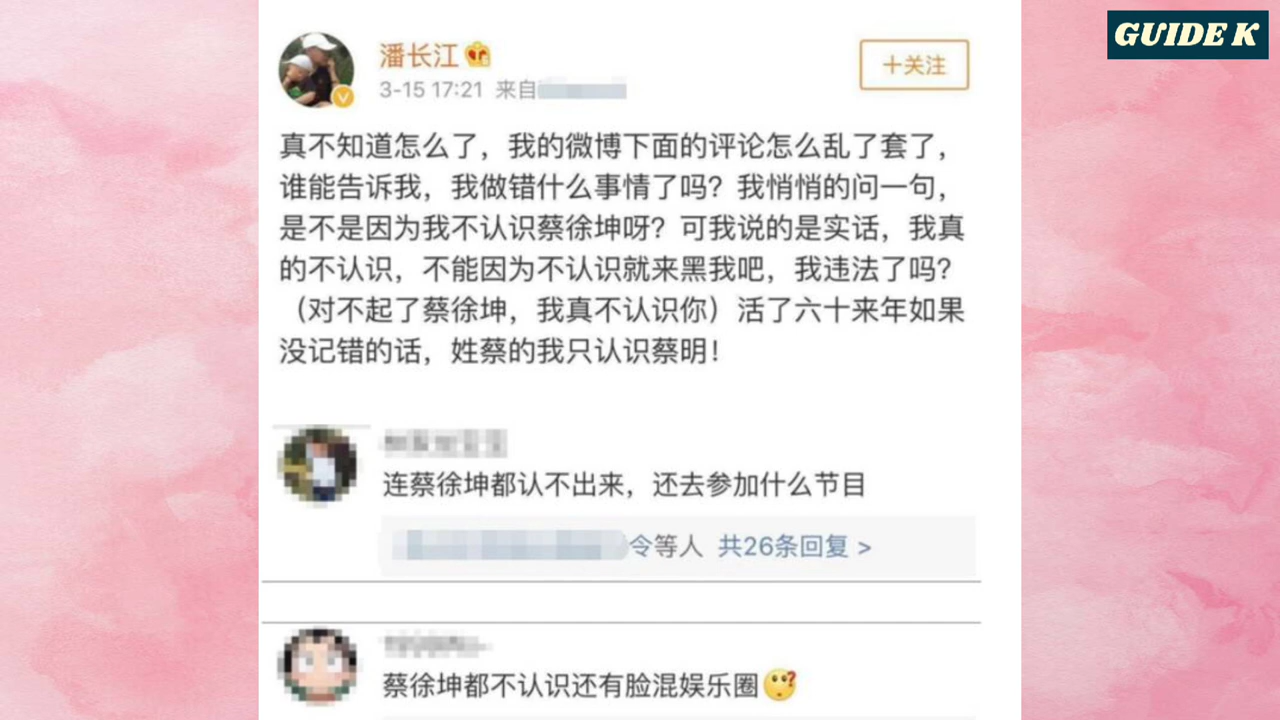 GUIDE K
潘长江
3-15 17:21 来自
十关注
真不知道怎么了，我的微博下面的评论怎么乱了套了，
谁能告诉我，我做错什么事情了吗？我悄悄的问一句，
是不是因为我不认识蔡徐坤呀？可我说的是实话，我真
的不认识，不能因为不认识就来黑我吧，我违法了吗？
（对不起了蔡徐坤，我真不认识你）活了六十来年如果
没记错的话，姓蔡的我只认识蔡明！
连蔡徐坤都认不出来，还去参加什么节目
令等人 共26条回复 >
蔡徐坤都不认识还有脸混娱乐圈